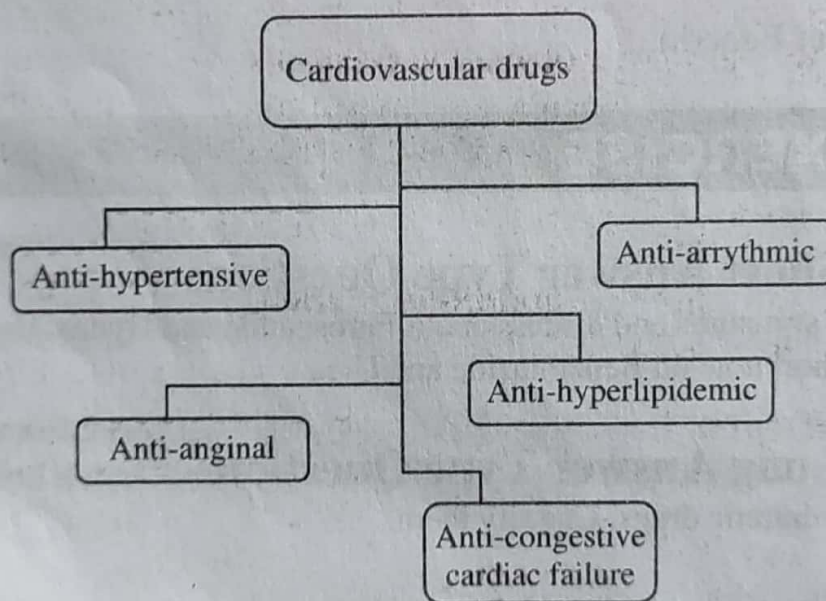 Cardiovascular drugs
Anti-hypertensive
Anti-arrythmic
Anti-hyperlipidemic
Anti-anginal
Anti-congestive
cardiac failure